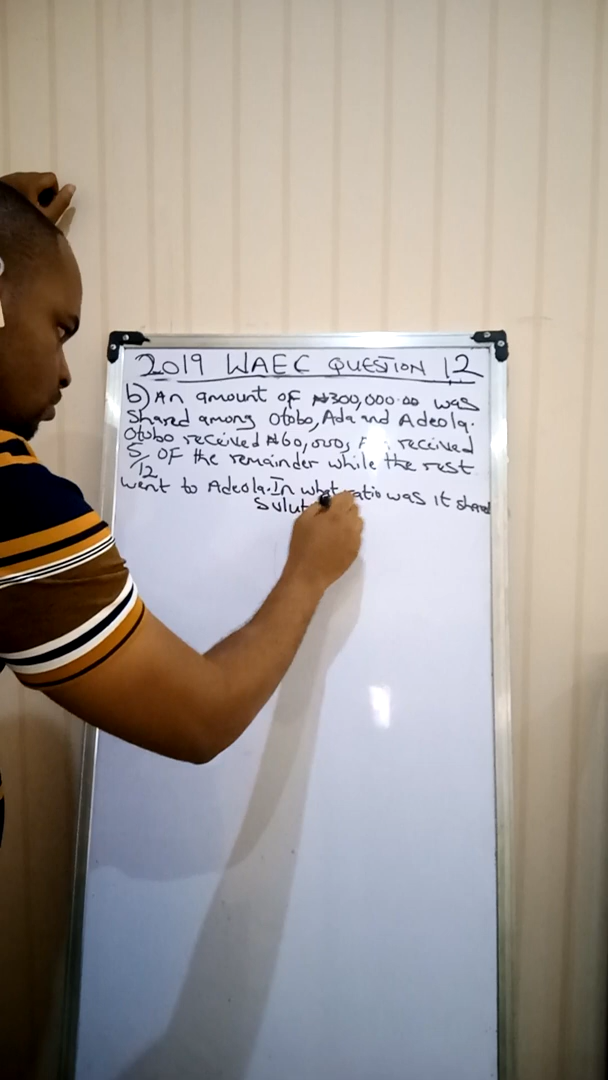 2019 WAEC QUESTION 12
b) An amount of ₦300,000.00 was
shared among Otobo, Ada and Adeola.
Otobo received ₦60,000, received
5/12 of the remainder while the rest
went to Adeola. In what ratio was it shared